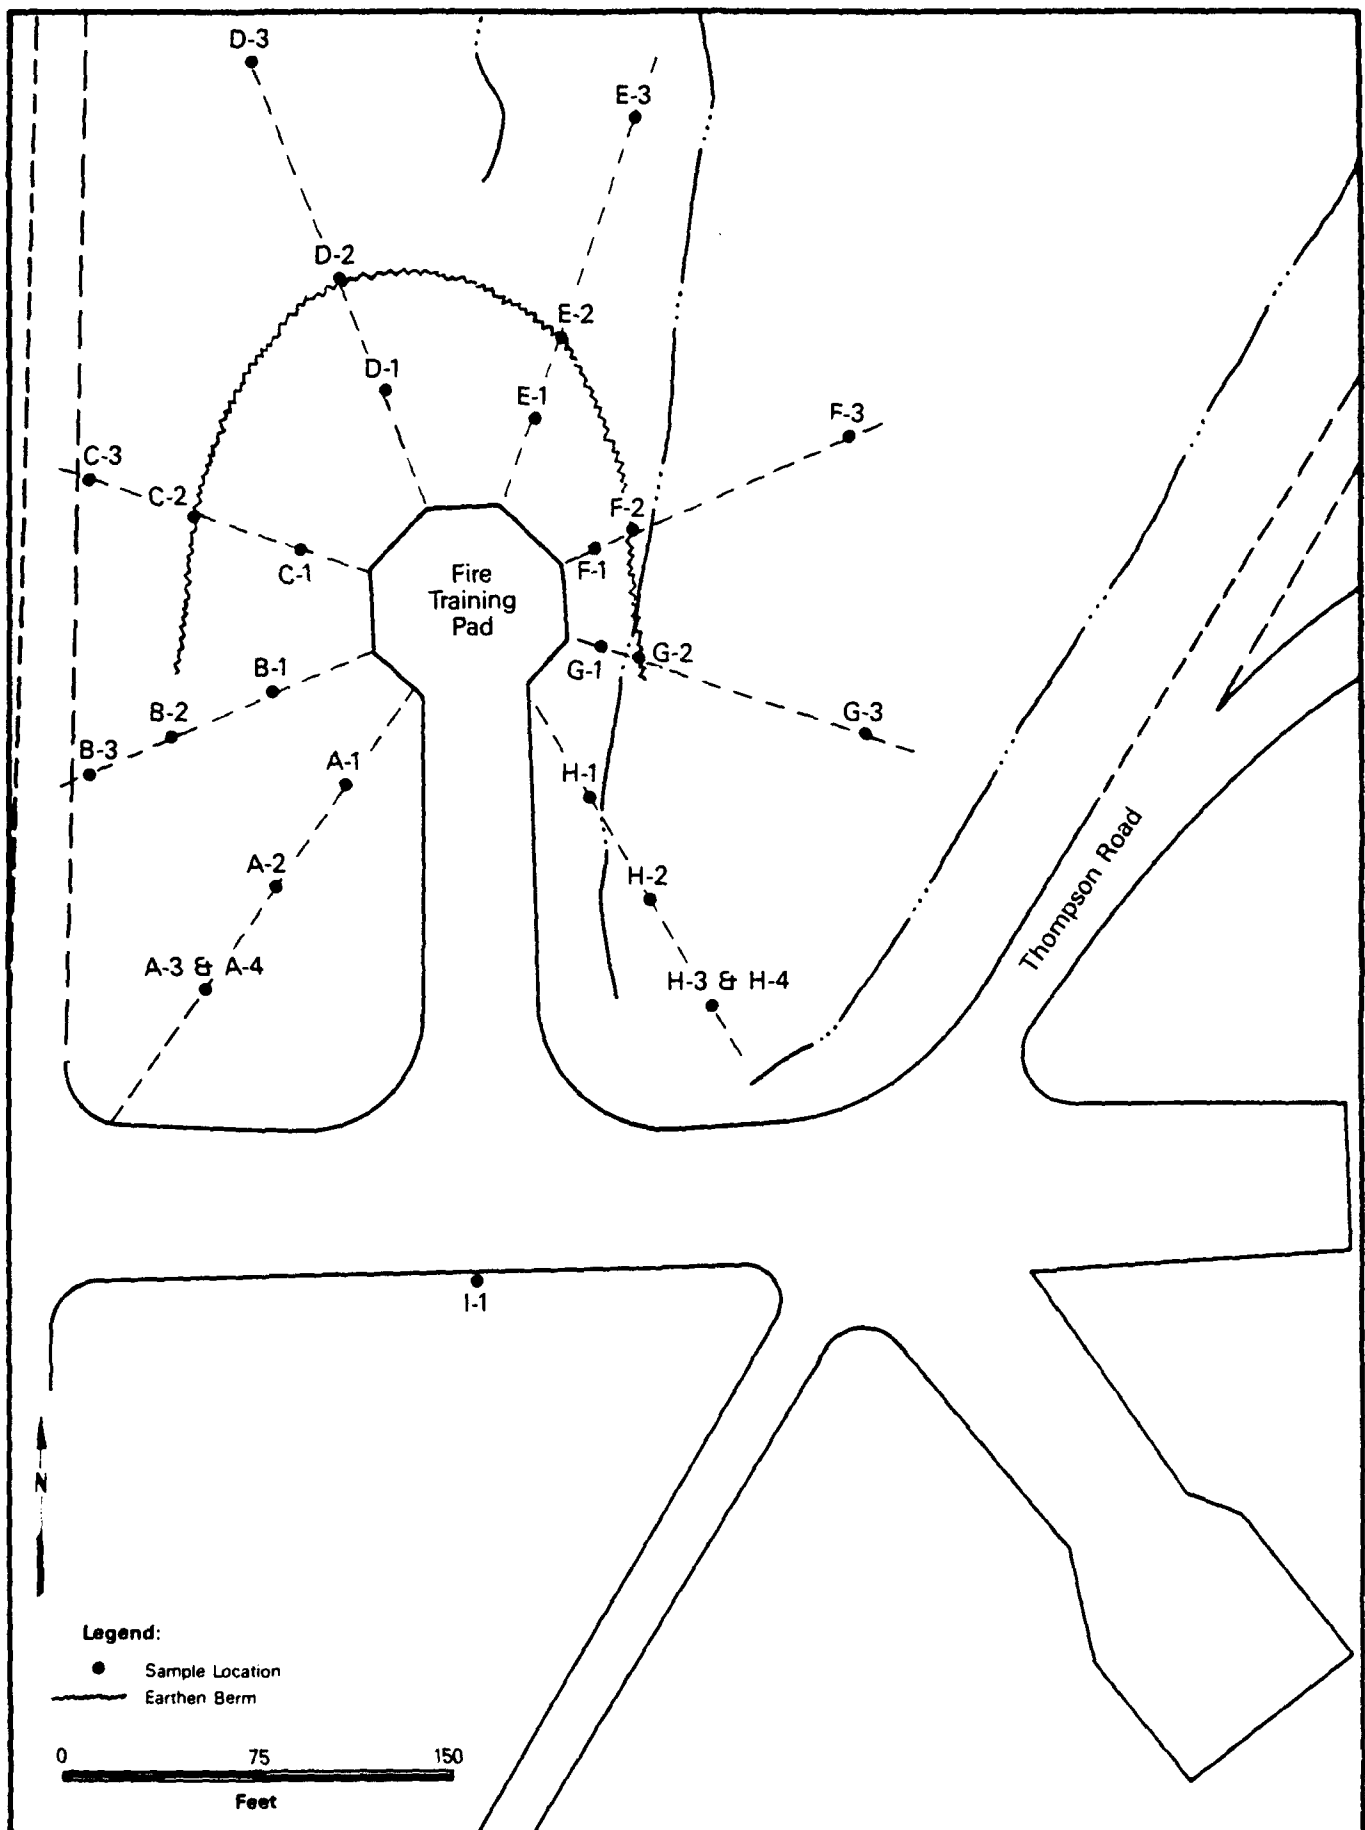 D-3
E-3
D-2
E-2
D-1
E-1
F-3
C-3
C-2
F-2
C-1
F-1
Fire
Training
Pad
B-1
G-1
G-2
B-2
G-3
B-3
A-1
H-1
A-2
H-2
Thompson Road
A-3 & A-4
H-3 & H-4
I-1
N
Legend:
Sample Location
Earthen Berm
0 75 150
Feet